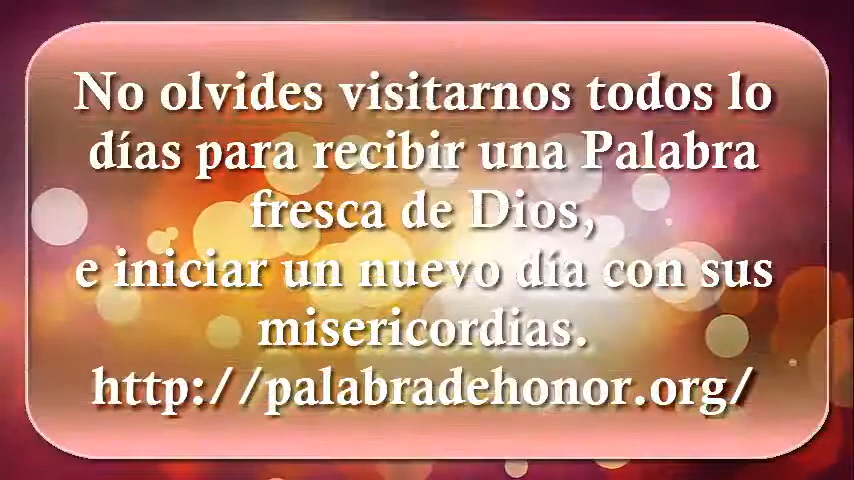 No olvides visitarnos todos lo
días para recibir una Palabra
fresca de Dios,
e iniciar un nuevo día con sus
misericordias.
http://palabradehonor.org/